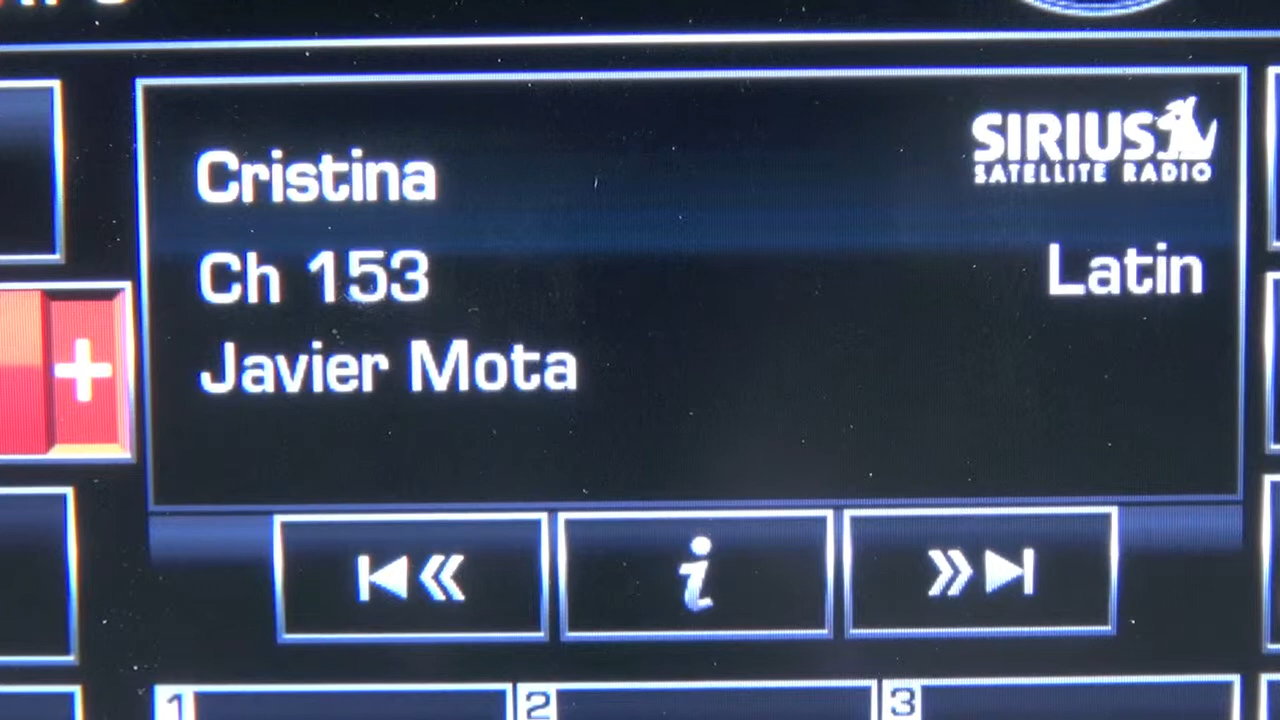 Cristina
SIRIUS
SATELLITE RADIO
Ch 153
Latin
Javier Mota
i
1
2
3